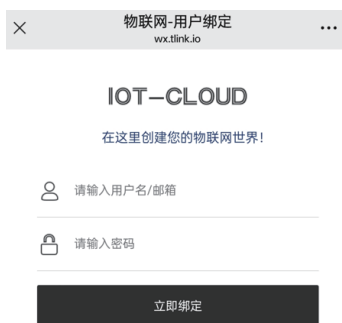 物联网-用户绑定
wx.tlink.io
IOT-CLOUD
在这里创建您的物联网世界!
请输入用户名/邮箱
请输入密码
立即绑定